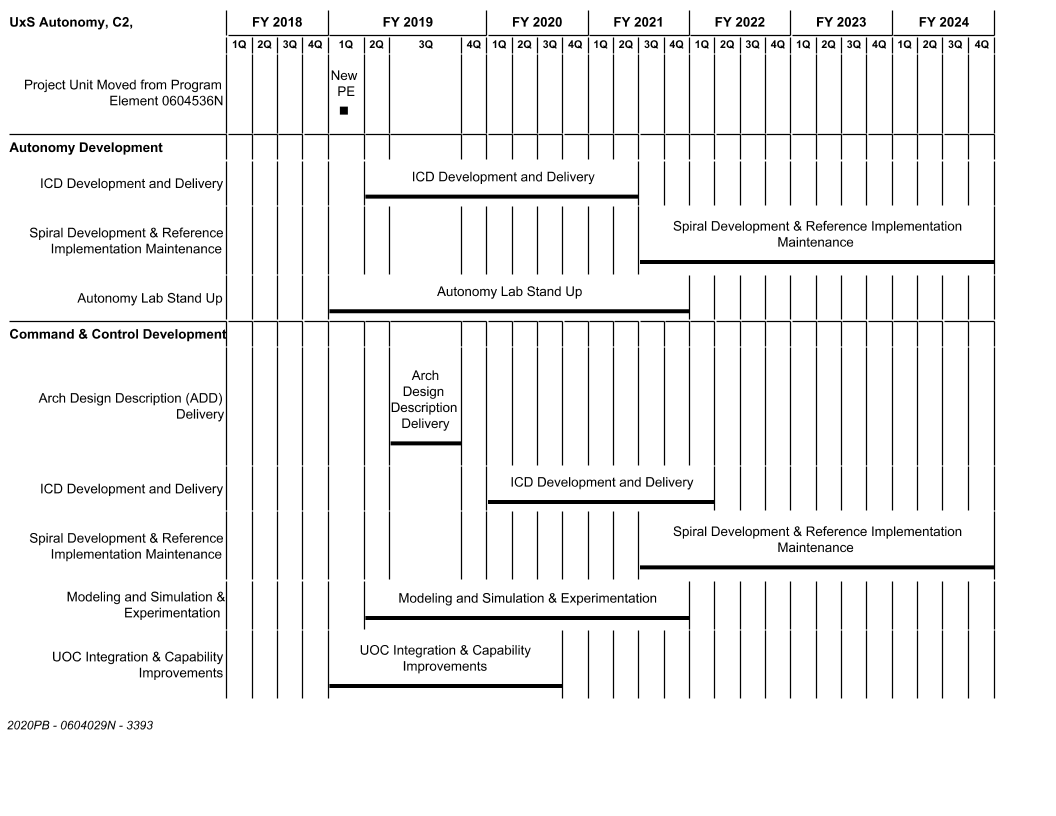 UxS Autonomy, C2,
FY 2018 FY 2019 FY 2020 FY 2021 FY 2022 FY 2023 FY 2024
1Q 2Q 3Q 4Q 1Q 2Q 3Q 4Q 1Q 2Q 3Q 4Q 1Q 2Q 3Q 4Q 1Q 2Q 3Q 4Q 1Q 2Q 3Q 4Q 1Q 2Q 3Q 4Q
Project Unit Moved from Program
Element 0604536N
New
PE
Autonomy Development
ICD Development and Delivery
ICD Development and Delivery
Spiral Development & Reference
Implementation Maintenance
Spiral Development & Reference Implementation
Maintenance
Autonomy Lab Stand Up
Autonomy Lab Stand Up
Command & Control Development
Arch Design Description (ADD)
Delivery
Arch
Design
Description
Delivery
ICD Development and Delivery
ICD Development and Delivery
Spiral Development & Reference
Implementation Maintenance
Spiral Development & Reference Implementation
Maintenance
Modeling and Simulation &
Experimentation
Modeling and Simulation & Experimentation
UOC Integration & Capability
Improvements
UOC Integration & Capability
Improvements
2020PB - 0604029N - 3393